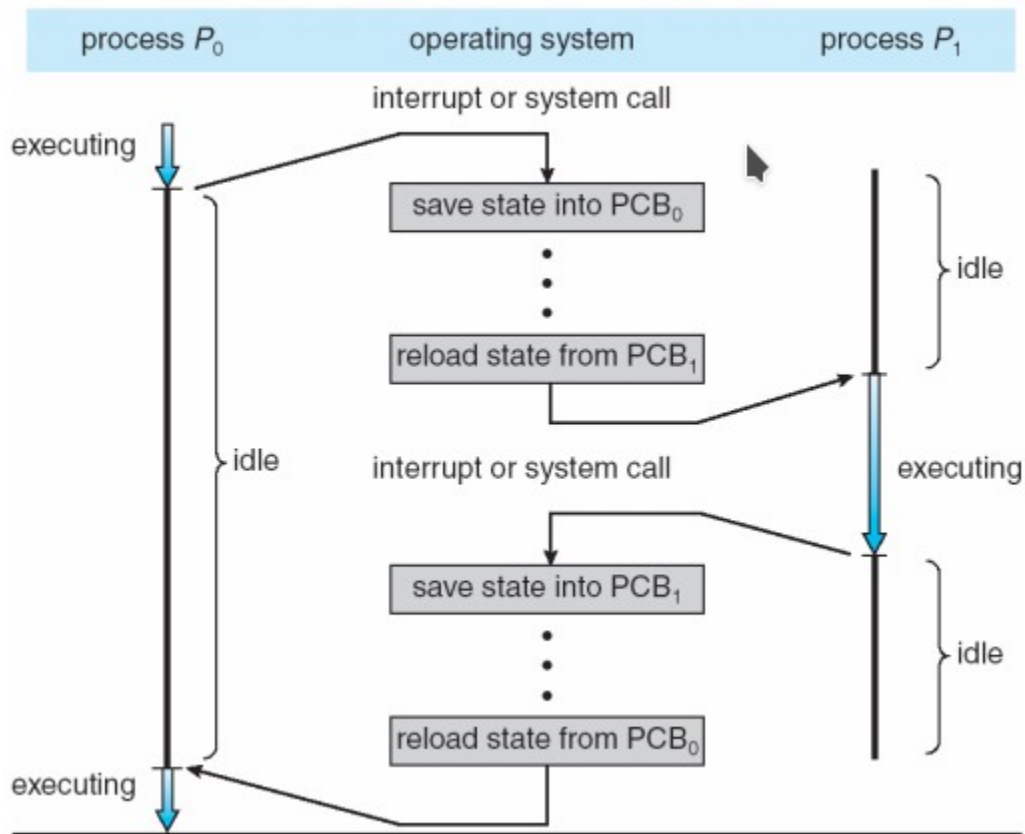 process P₀ operating system process P₁
interrupt or system call
executing
save state into PCB₀
idle
reload state from PCB₁
idle
interrupt or system call
executing
save state into PCB₁
idle
reload state from PCB₀
executing